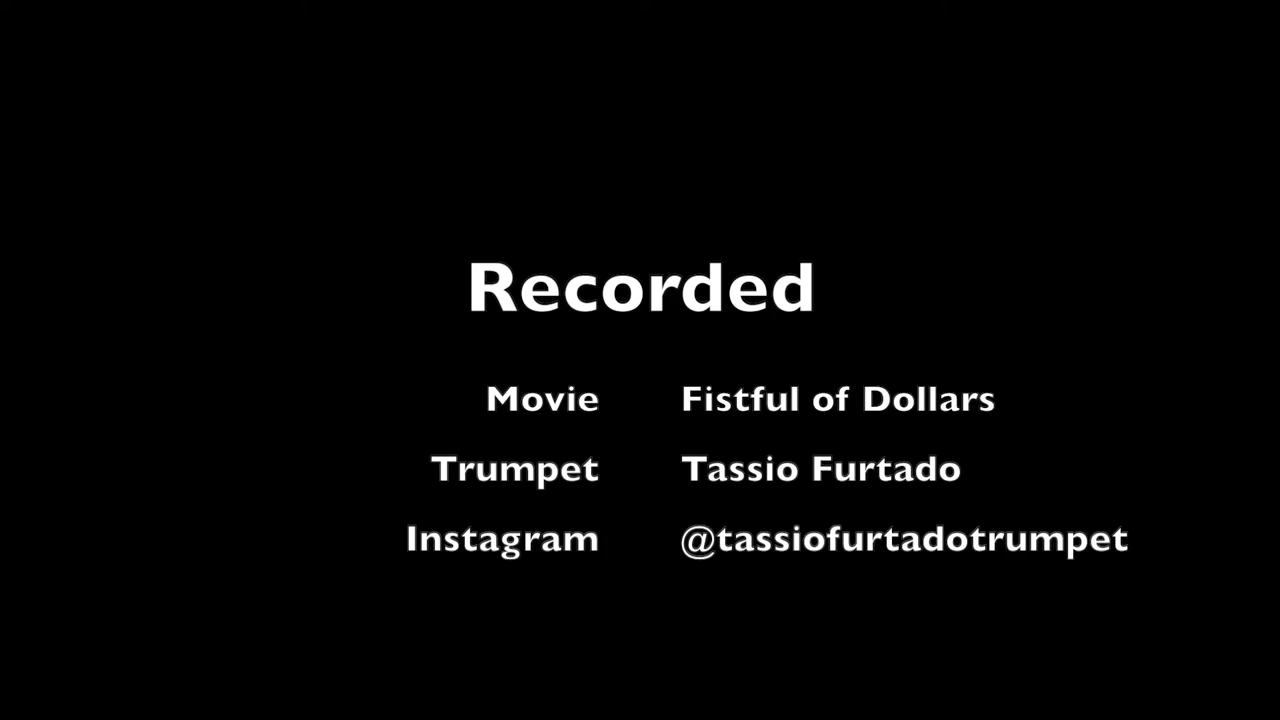 Recorded
Movie Fistful of Dollars
Trumpet Tassio Furtado
Instagram @tassiofurtadotrumpet